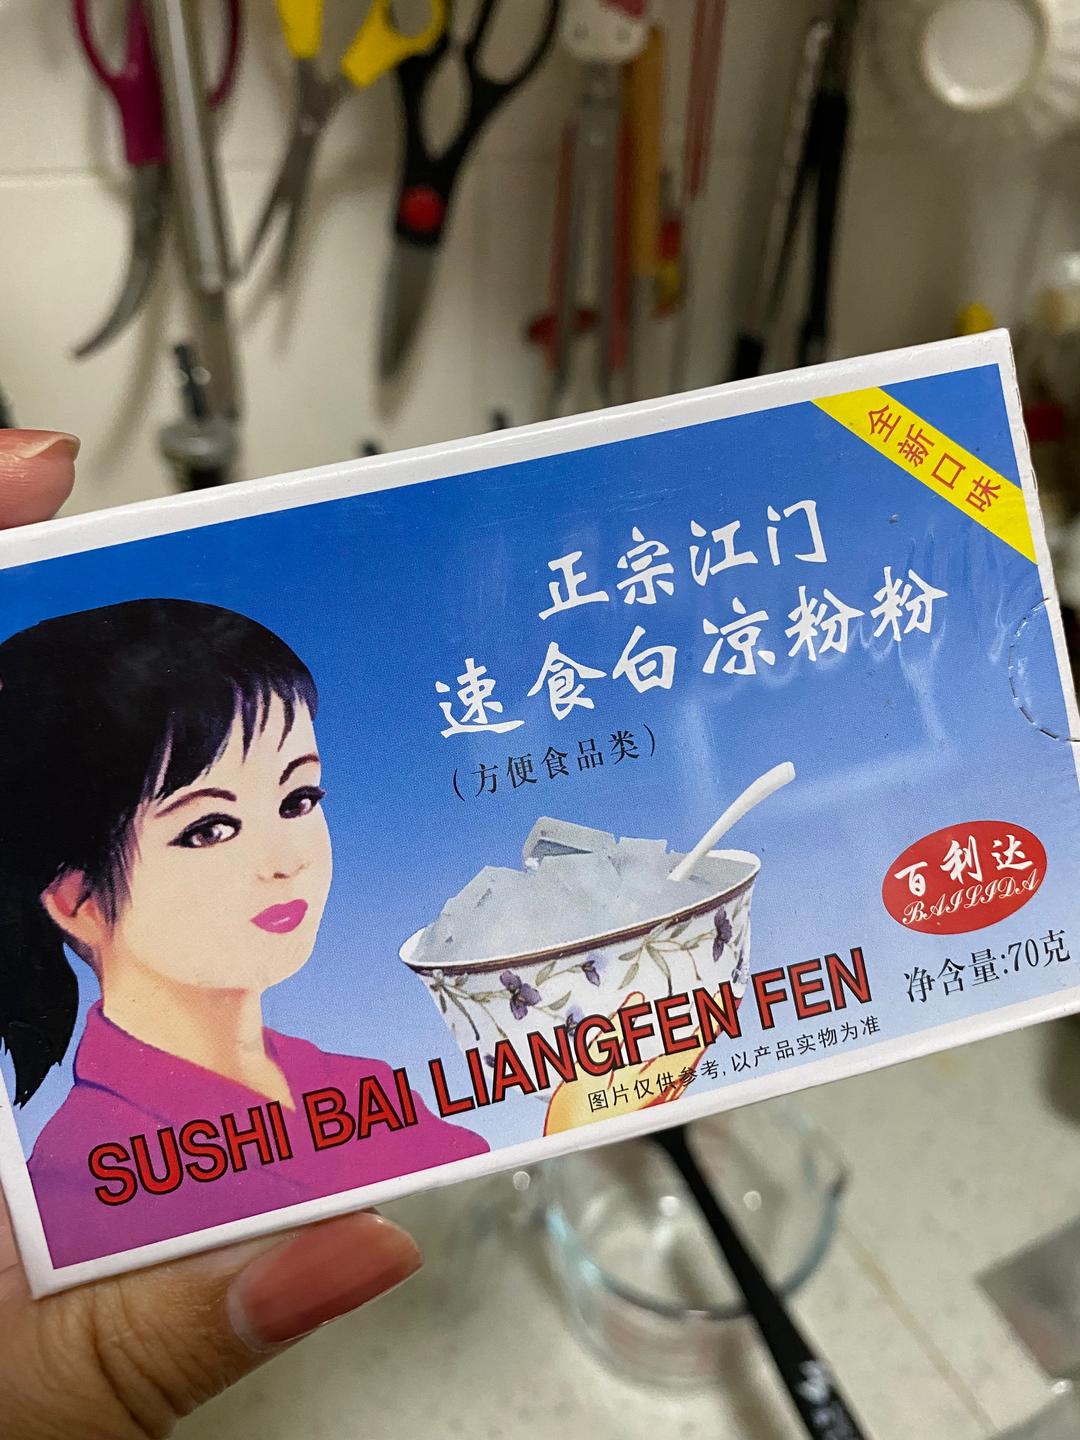 全新口味
正宗江门
速食白凉粉粉
（方便食品类）
百利达
BAILIDA
净含量:70克
SUSHI BAI LIANGFEN FEN
图片仅供参考,以产品实物为准